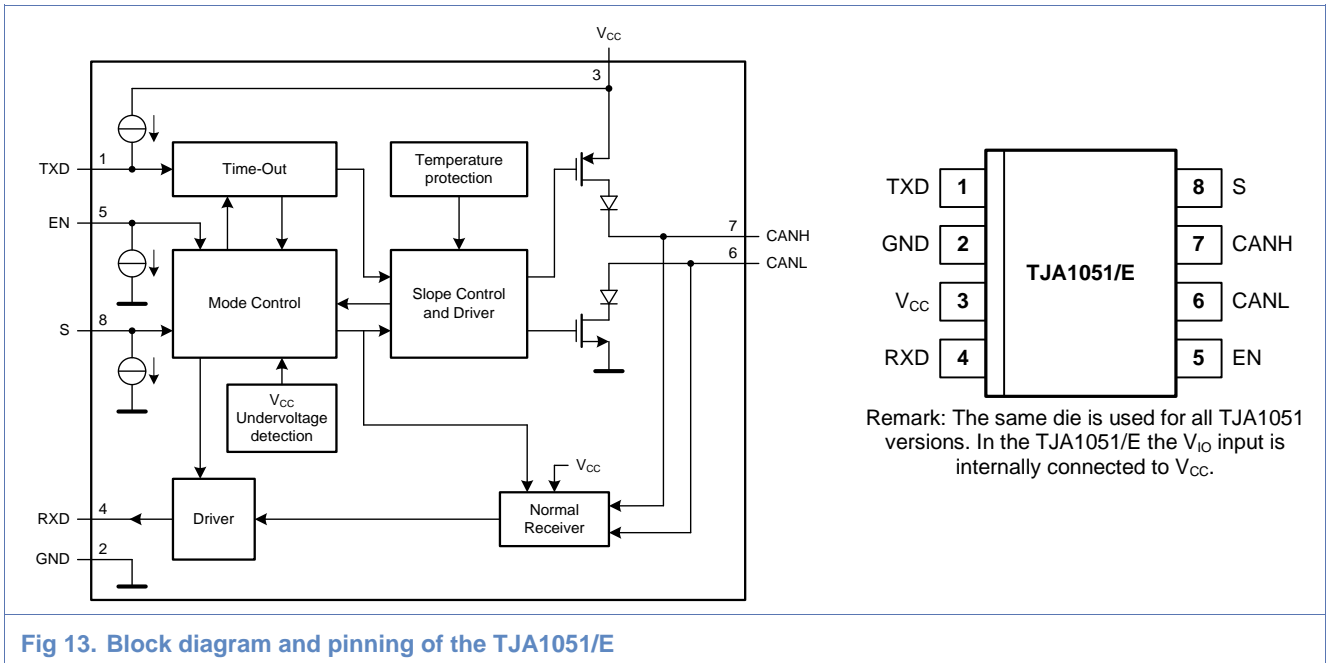 VCC
3
TXD
1
Time-Out
Temperature
protection
EN
5
7
CANH
6
CANL
Mode Control
Slope Control
and Driver
S
8
VCC
Undervoltage
detection
VCC
RXD
4
Driver
Normal
Receiver
GND
2
TXD 1
GND 2
VCC 3
RXD 4
TJA1051/E
8 S
7 CANH
6 CANL
5 EN
Remark: The same die is used for all TJA1051
versions. In the TJA1051/E the VIO input is
internally connected to VCC.
Fig 13. Block diagram and pinning of the TJA1051/E